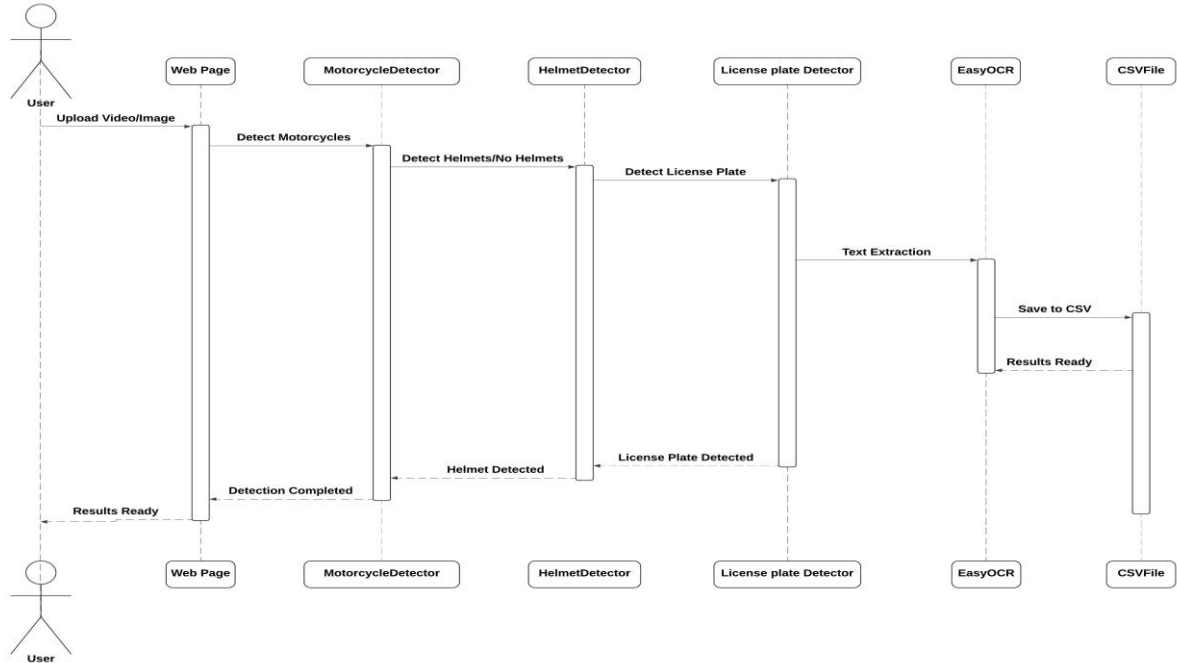 User
Web Page
MotorcycleDetector
HelmetDetector
License plate Detector
EasyOCR
CSVFile
Upload Video/Image
Detect Motorcycles
Detect Helmets/No Helmets
Detect License Plate
Text Extraction
Save to CSV
Results Ready
License Plate Detected
Helmet Detected
Detection Completed
Results Ready
Web Page
MotorcycleDetector
HelmetDetector
License plate Detector
EasyOCR
CSVFile
User